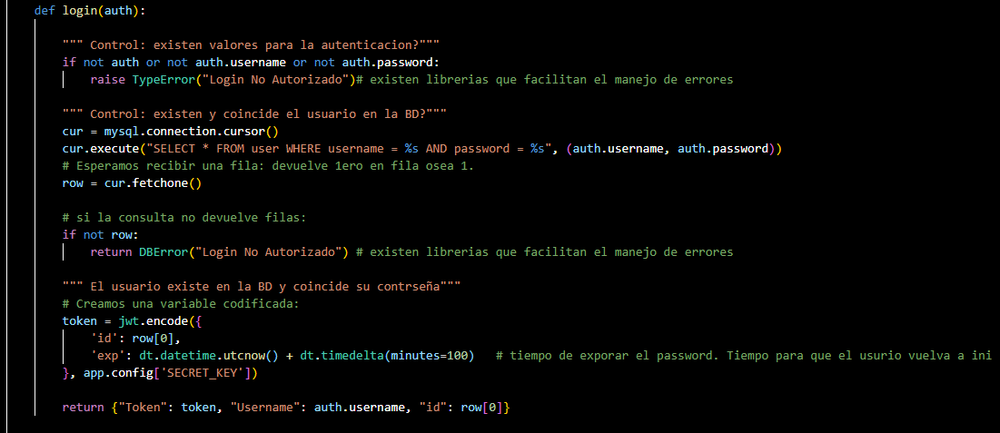 def login(auth):
""" Control: existen valores para la autenticacion?"""
if not auth or not auth.username or not auth.password:
raise TypeError("Login No Autorizado")# existen librerias que facilitan el manejo de errores
""" Control: existen y coincide el usuario en la BD?"""
cur = mysql.connection.cursor()
cur.execute("SELECT * FROM user WHERE username = %s AND password = %s", (auth.username, auth.password))
# Esperamos recibir una fila: devuelve 1ero en fila osea 1.
row = cur.fetchone()
# si la consulta no devuelve filas:
if not row:
return DBError("Login No Autorizado") # existen librerias que facilitan el manejo de errores
""" El usuario existe en la BD y coincide su contrseña"""
# Creamos una variable codificada:
token = jwt.encode({
'id': row[0],
'exp': dt.datetime.utcnow() + dt.timedelta(minutes=100)   # tiempo de exporar el password. Tiempo para que el usurio vuelva a ini
}, app.config['SECRET_KEY'])
return {"Token": token, "Username": auth.username, "id": row[0]}